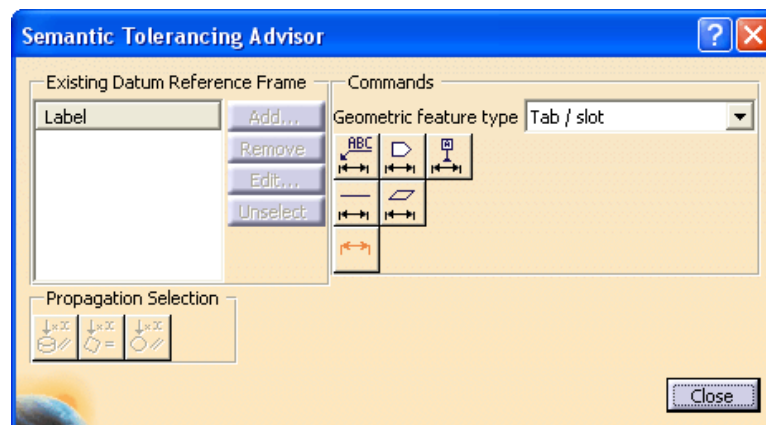 Semantic Tolerancing Advisor
Existing Datum Reference Frame
Label
Add...
Remove
Edit...
Unselect
Commands
Geometric feature type Tab / slot
ABC
A
Propagation Selection
Close